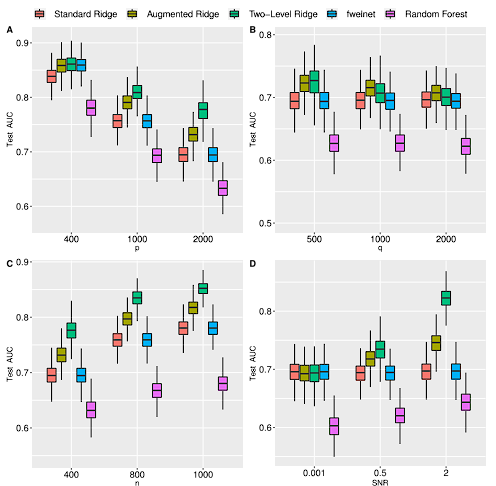 Standard Ridge Augmented Ridge Two-Level Ridge fweinet Random Forest
A
Test AUC
0.9
0.8
0.7
0.6
400 1000 2000
p
B
Test AUC
0.8
0.7
0.6
0.5
500 1000 2000
q
C
Test AUC
0.9
0.8
0.7
0.6
400 800 1000
n
D
Test AUC
0.8
0.7
0.6
0.001 0.5 2
SNR